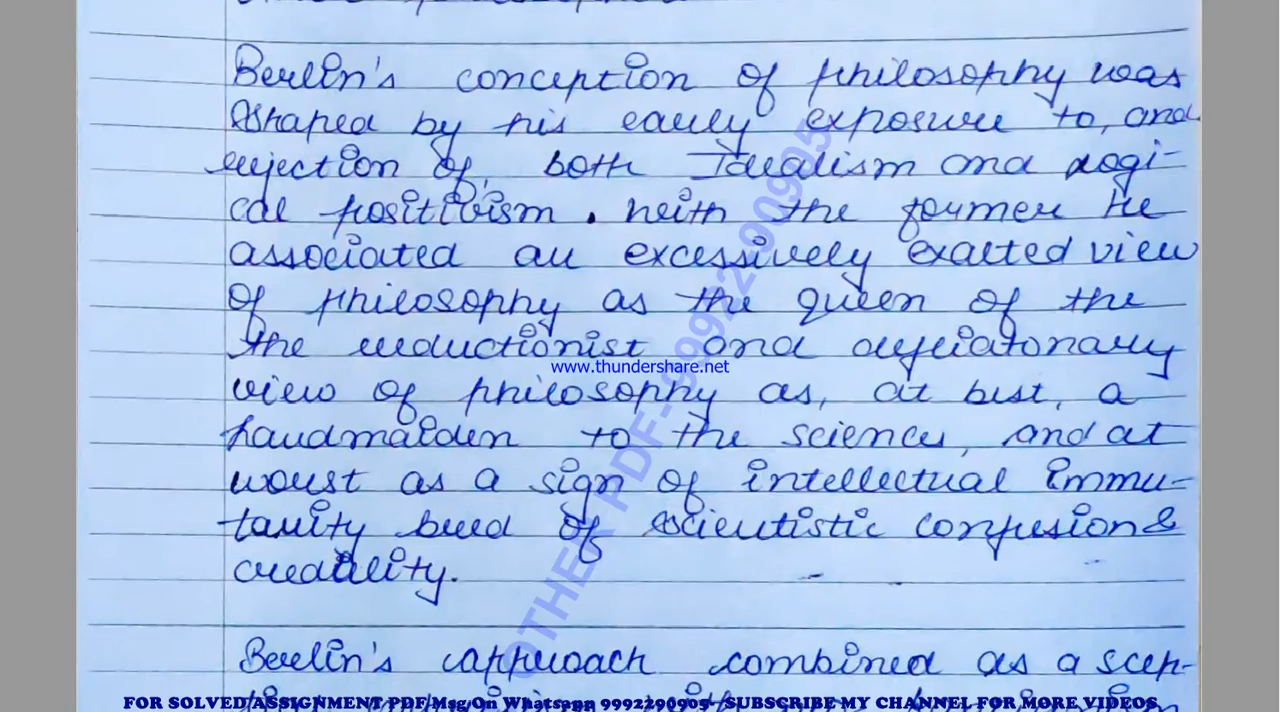 Berlin's conception of philosophy was
shaped by his early exposure to, and
rejection of, both Idealism and logi-
cal positivism. With the former he
associated an excessively exalted view
of philosophy as the queen of the
the reductionist and
view of philosophy as, at best, a
handmaiden to the sciences, and at
worst as a sign of intellectual immu-
tarity bred of scientistic confusion &
credulity.
Berlin's approach combined as a scep-
www.thundershare.net
OTHER PDF-9992290905
FOR SOLVED/ASSIGNMENT PDF/Msg/On Whatsapp 9992290905-/SUBSCRIBE MY CHANNEL FOR MORE VIDEOS